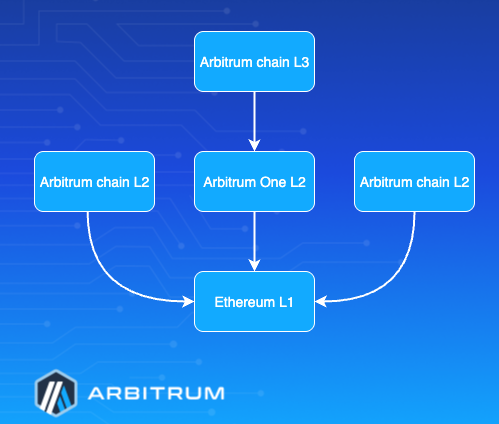 Arbitrum chain L3
Arbitrum chain L2
Arbitrum One L2
Arbitrum chain L2
Ethereum L1
ARBITRUM